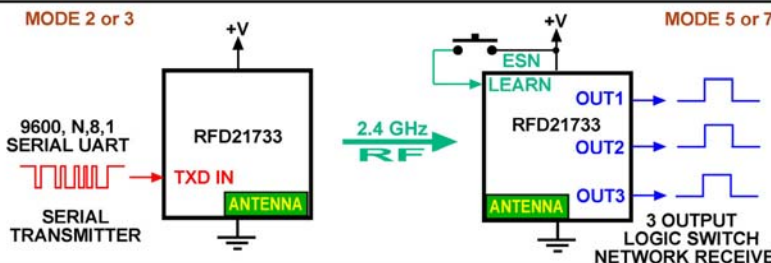 MODE 2 or 3
+V
9600, N,8,1
SERIAL UART
TXD IN
SERIAL
TRANSMITTER
RFD21733
ANTENNA
2.4 GHz
RF
MODE 5 or 7
+V
ESN
LEARN
RFD21733
OUT1
OUT2
OUT3
ANTENNA
3 OUTPUT
LOGIC SWITCH
NETWORK RECEIVE